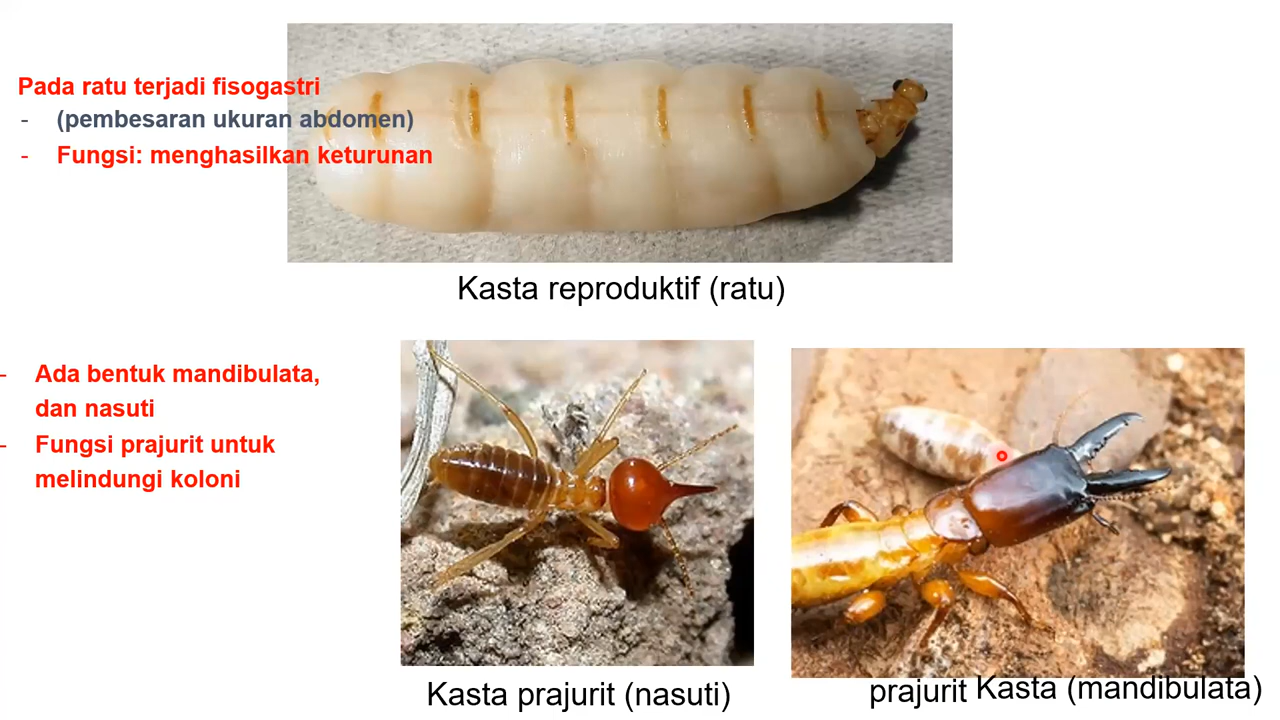 Pada ratu terjadi fisogastri
- (pembesaran ukuran abdomen)
- Fungsi: menghasilkan keturunan
Kasta reproduktif (ratu)
- Ada bentuk mandibulata,
dan nasuti
- Fungsi prajurit untuk
melindungi koloni
Kasta prajurit (nasuti)
prajurit Kasta (mandibulata)